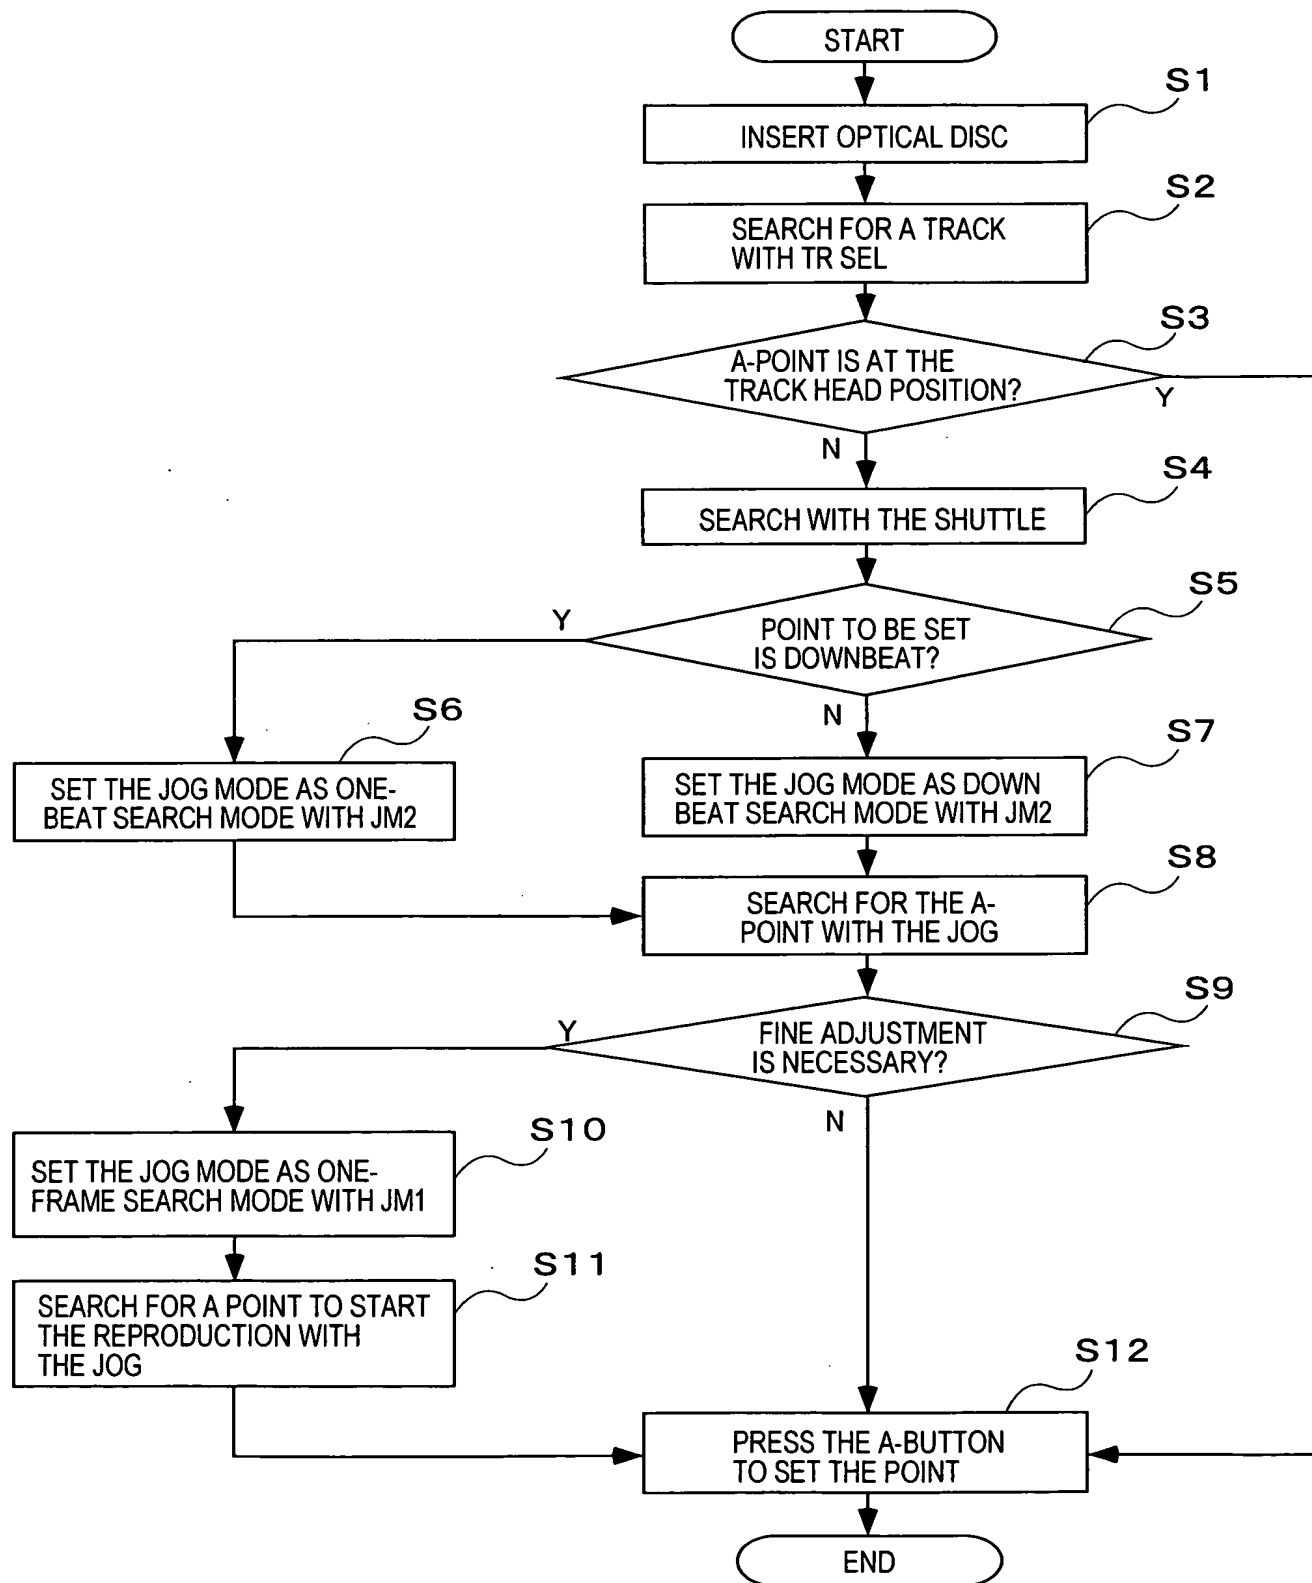 START
S1
INSERT OPTICAL DISC
S2
SEARCH FOR A TRACK
WITH TR SEL
S3
A-POINT IS AT THE
TRACK HEAD POSITION?
Y
N
S4
SEARCH WITH THE SHUTTLE
S5
Y
POINT TO BE SET
IS DOWNBEAT?
N
S6
SET THE JOG MODE AS ONE-
BEAT SEARCH MODE WITH JM2
S7
SET THE JOG MODE AS DOWN
BEAT SEARCH MODE WITH JM2
S8
SEARCH FOR THE A-
POINT WITH THE JOG
S9
Y
FINE ADJUSTMENT
IS NECESSARY?
N
S10
SET THE JOG MODE AS ONE-
FRAME SEARCH MODE WITH JM1
S11
SEARCH FOR A POINT TO START
THE REPRODUCTION WITH
THE JOG
S12
PRESS THE A-BUTTON
TO SET THE POINT
END